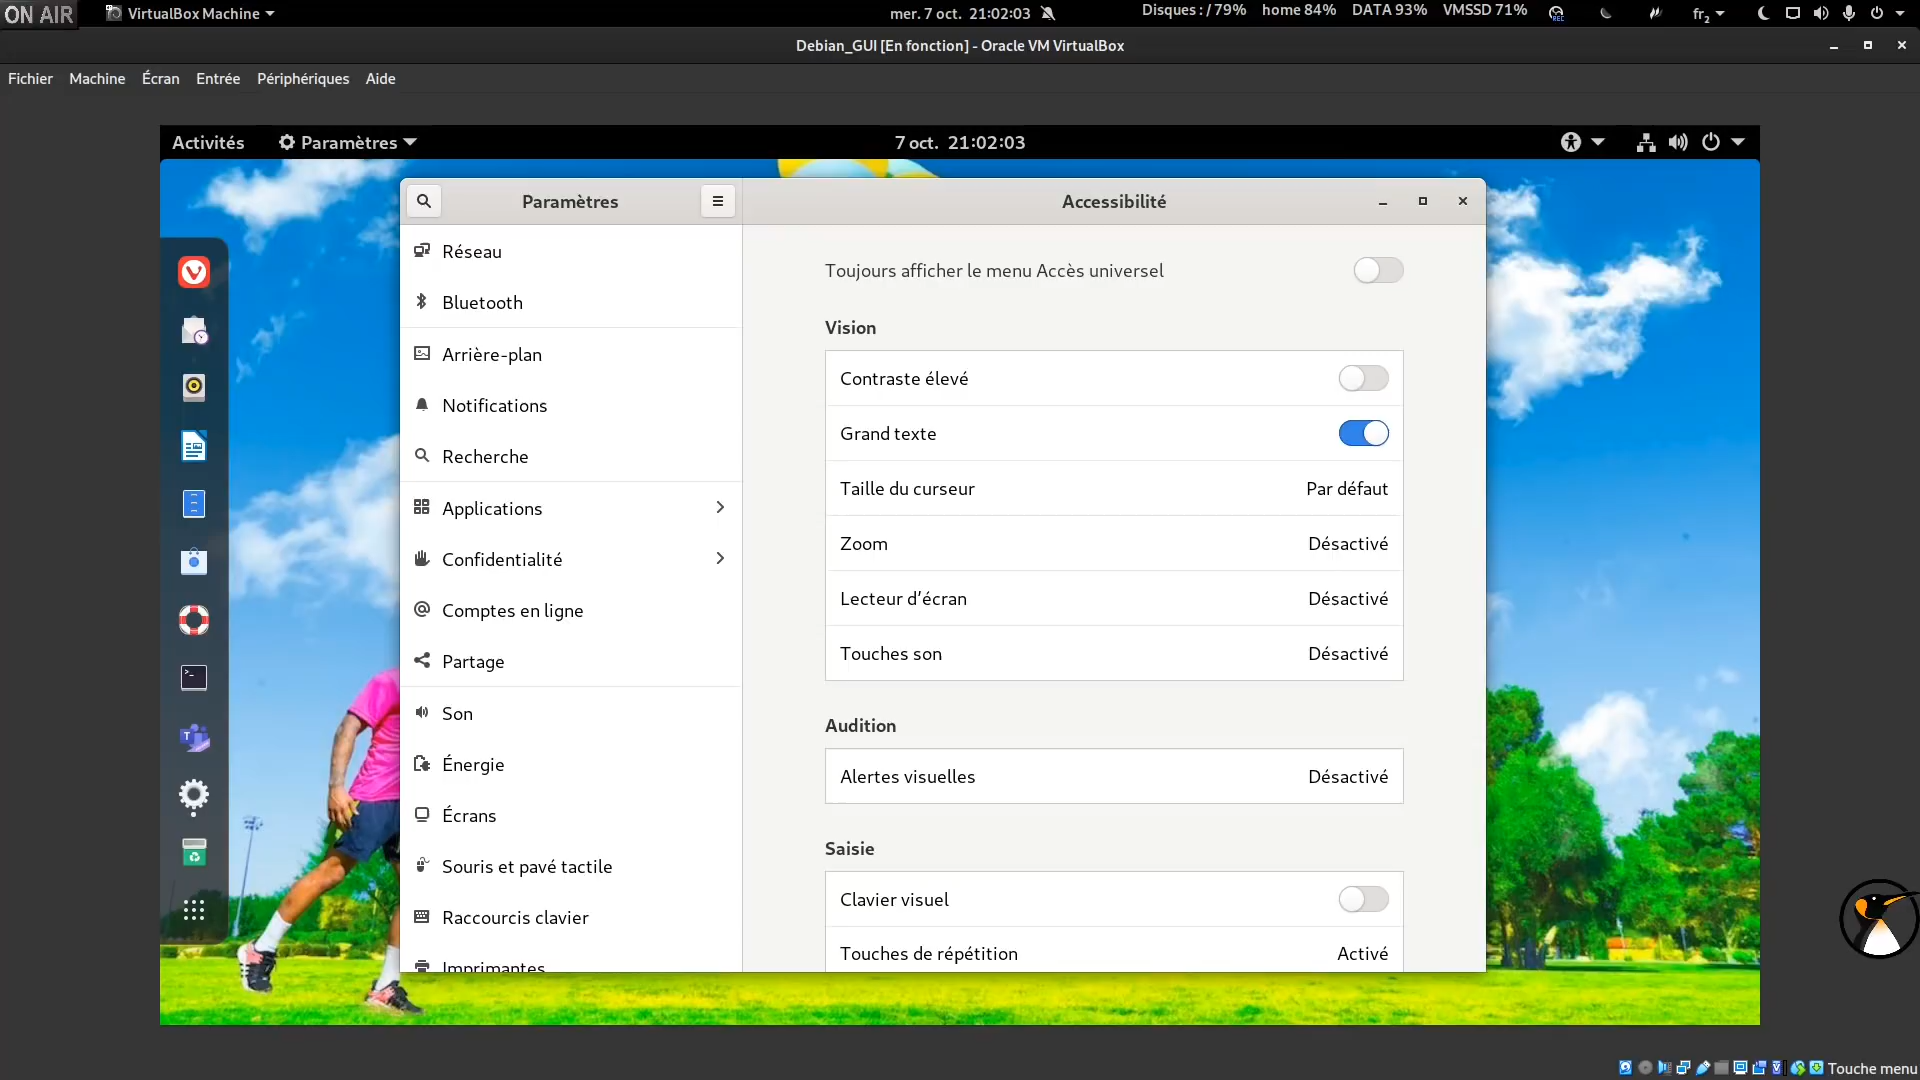 ON AIR
VirtualBox Machine
mer. 7 oct. 21:02:03
Disques : / 79%
home 84%
DATA 93%
VMSSD 71%
REC
fr₂
Debian_GUI [En fonction] - Oracle VM VirtualBox
Fichier
Machine
Écran
Entrée
Périphériques
Aide
Activités
Paramètres
7 oct. 21:02:03
Paramètres
Accessibilité
Réseau
Bluetooth
Arrière-plan
Notifications
Recherche
Applications
Confidentialité
Comptes en ligne
Partage
Son
Énergie
Écrans
Souris et pavé tactile
Raccourcis clavier
Imprimantes
Toujours afficher le menu Accès universel
Vision
Contraste élevé
Grand texte
Taille du curseur
Par défaut
Zoom
Désactivé
Lecteur d’écran
Désactivé
Touches son
Désactivé
Audition
Alertes visuelles
Désactivé
Saisie
Clavier visuel
Touches de répétition
Activé
Touche menu